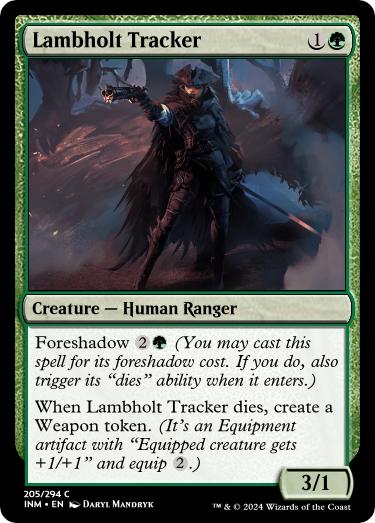 Lambholt Tracker 1
Creature — Human Ranger
Foreshadow 2 (You may cast this
spell for its foreshadow cost. If you do, also
trigger its “dies” ability when it enters.)
When Lambholt Tracker dies, create a
Weapon token. (It's an Equipment
artifact with “Equipped creature gets
+1/+1” and equip 2.)
3/1
205/294 C
INM • EN Daryl Mandryk
™ & © 2024 Wizards of the Coast